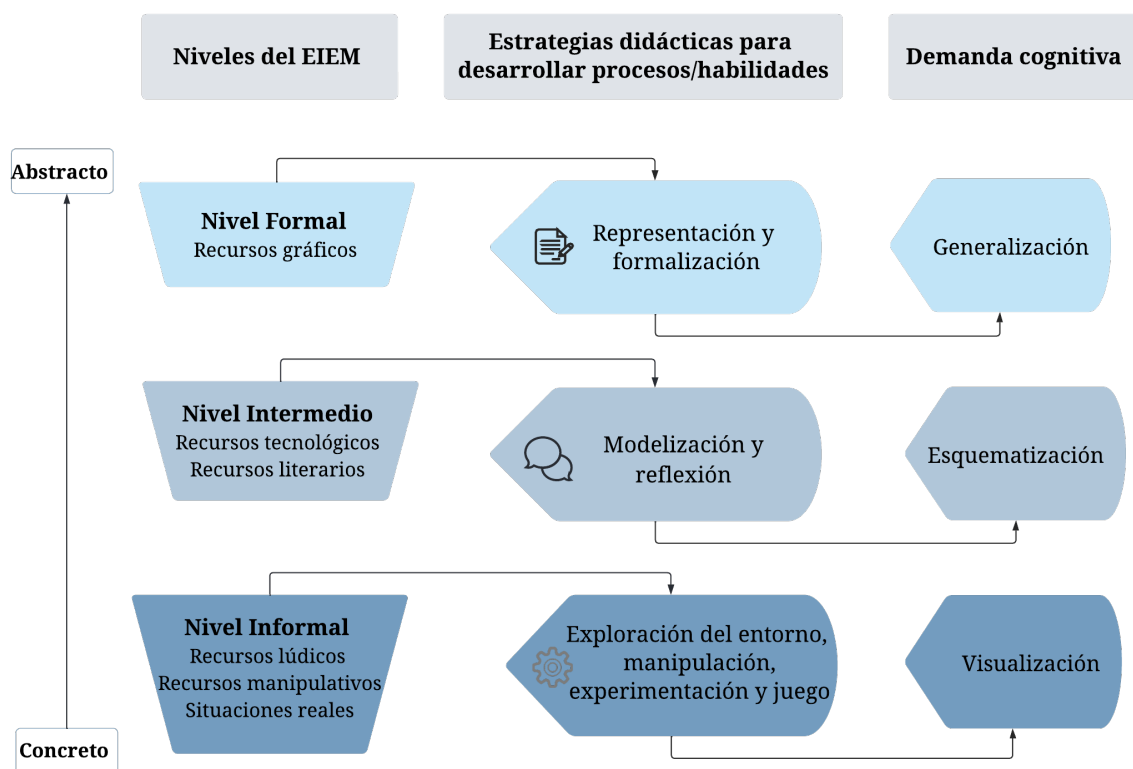 Niveles del EIEM
Estrategias didácticas para
desarrollar procesos/habilidades
Demanda cognitiva
Abstracto
Nivel Formal
Recursos gráficos
Representación y
formalización
Generalización
Nivel Intermedio
Recursos tecnológicos
Recursos literarios
Modelización y
reflexión
Esquematización
Nivel Informal
Recursos lúdicos
Recursos manipulativos
Situaciones reales
Exploración del entorno,
manipulación,
experimentación y juego
Visualización
Concreto